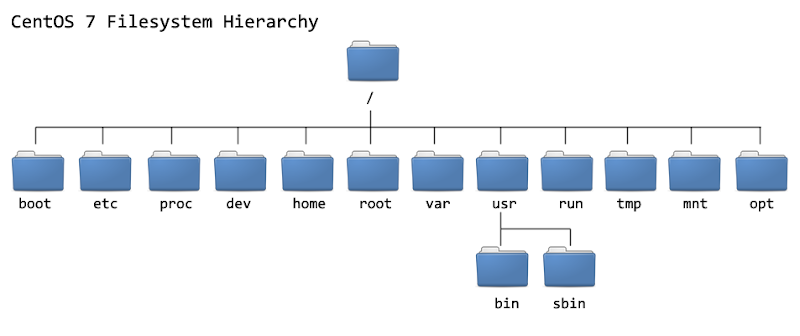 CentOS 7 Filesystem Hierarchy
/
boot etc proc dev home root var usr run tmp mnt opt
bin sbin